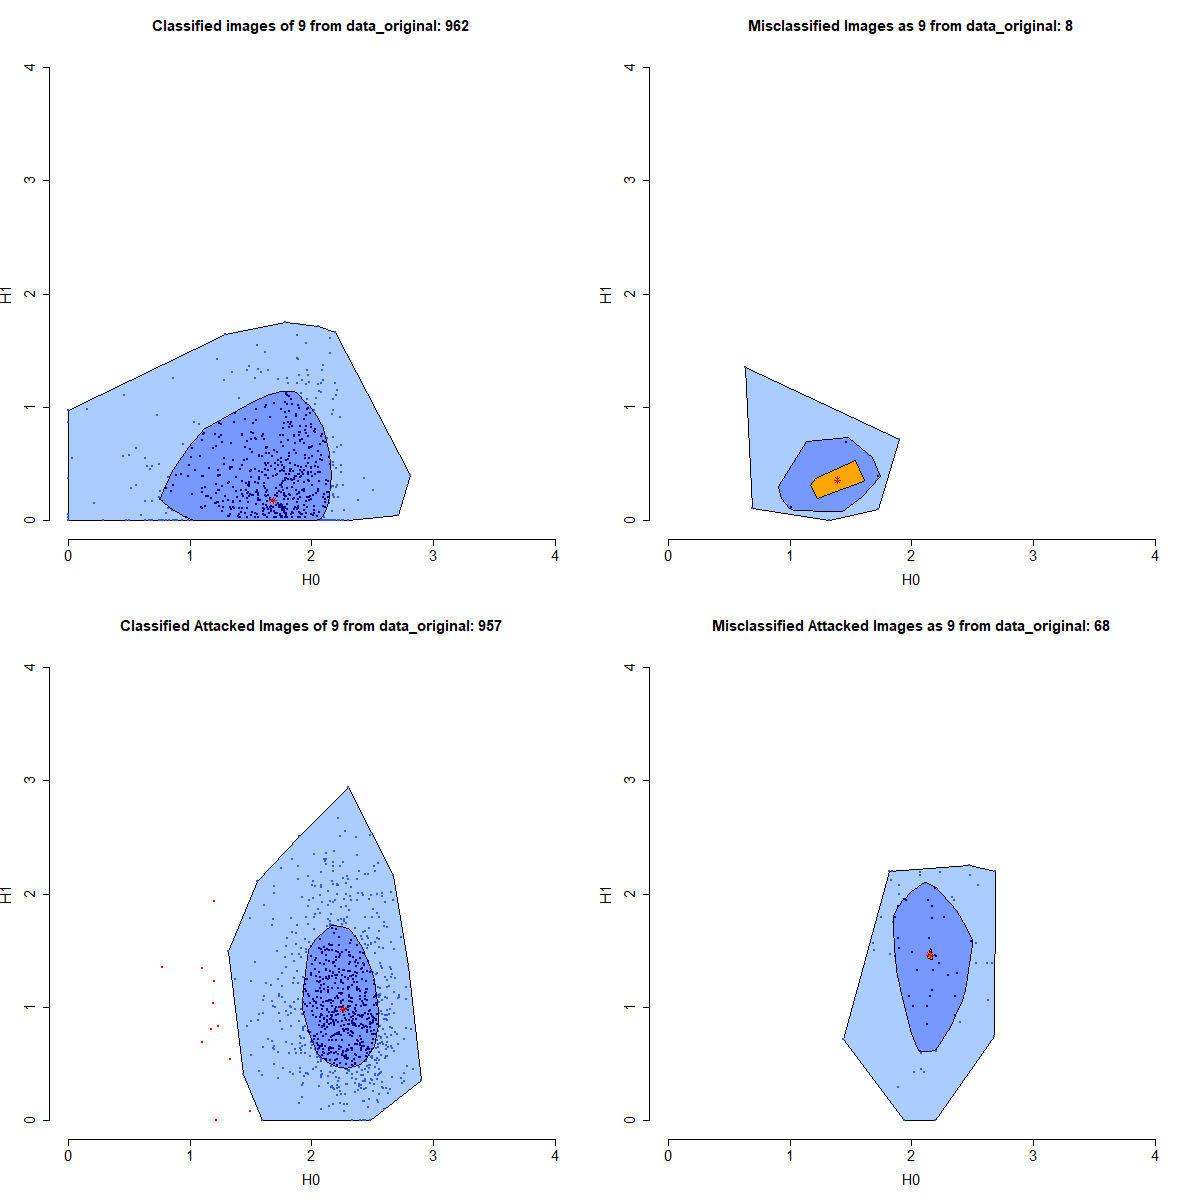 Classified images of 9 from data_original: 962
4
3
2
1
0
H1
0 1 2 3 4
H0
Misclassified Images as 9 from data_original: 8
4
3
2
1
0
H1
0 1 2 3 4
H0
Classified Attacked Images of 9 from data_original: 957
4
3
2
1
0
H1
0 1 2 3 4
H0
Misclassified Attacked Images as 9 from data_original: 68
4
3
2
1
0
H1
0 1 2 3 4
H0